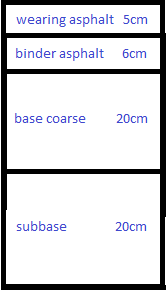 wearing asphalt 5cm
binder asphalt 6cm
base coarse 20cm
subbase 20cm